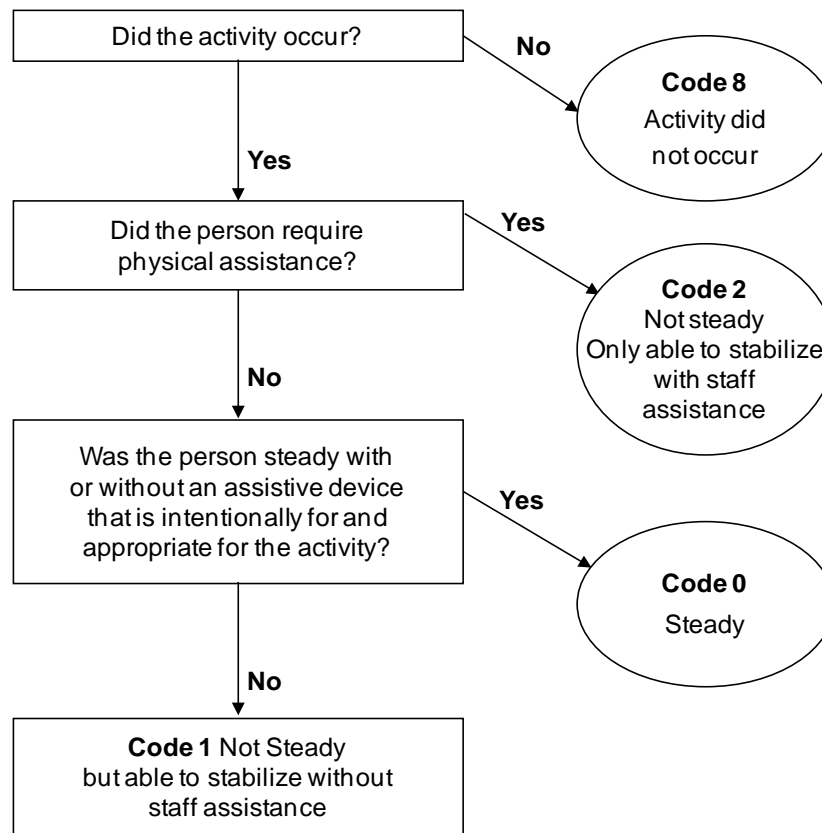 Did the activity occur?
No
Code 8
Activity did
not occur
Yes
Did the person require
physical assistance?
Yes
Code 2
Not steady
Only able to stabilize
with staff
assistance
No
Was the person steady with
or without an assistive device
that is intentionally for and
appropriate for the activity?
Yes
Code 0
Steady
No
Code 1 Not Steady
but able to stabilize without
staff assistance